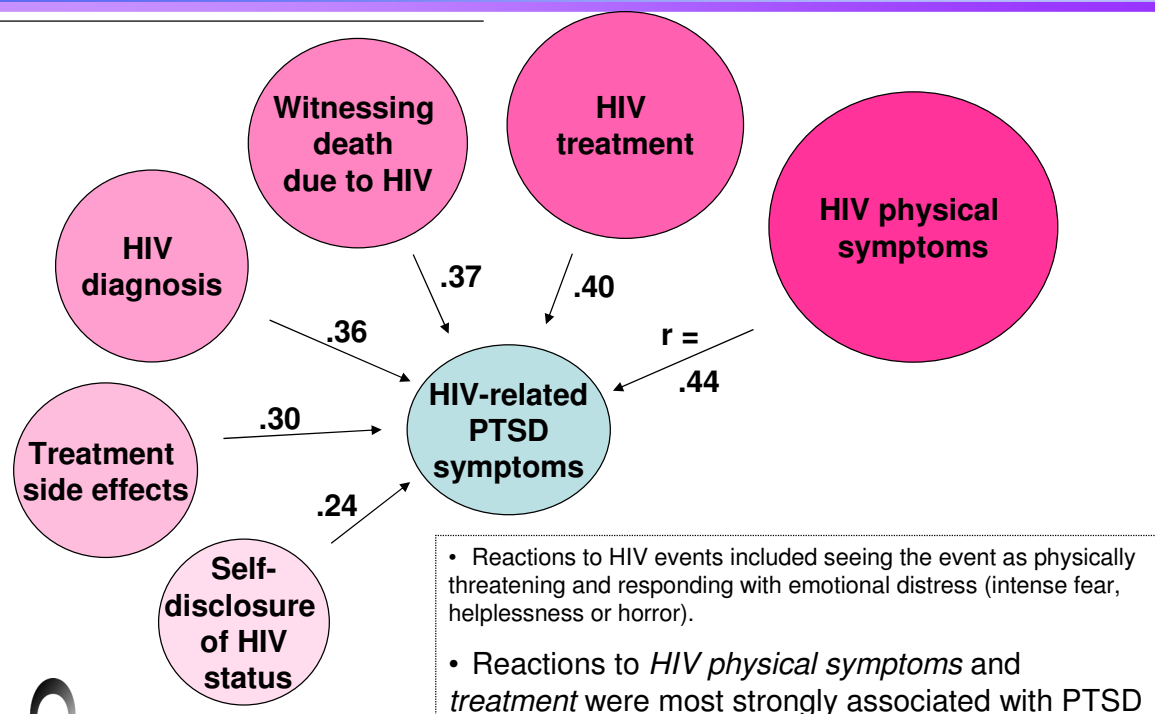 Witnessing
death
due to HIV
HIV
treatment
HIV physical
symptoms
HIV
diagnosis
.37
.40
.36
r =
.44
HIV-related
PTSD
symptoms
.30
Treatment
side effects
.24
Self-
disclosure
of HIV
status
• Reactions to HIV events included seeing the event as physically
threatening and responding with emotional distress (intense fear,
helplessness or horror).
• Reactions to HIV physical symptoms and
treatment were most strongly associated with PTSD